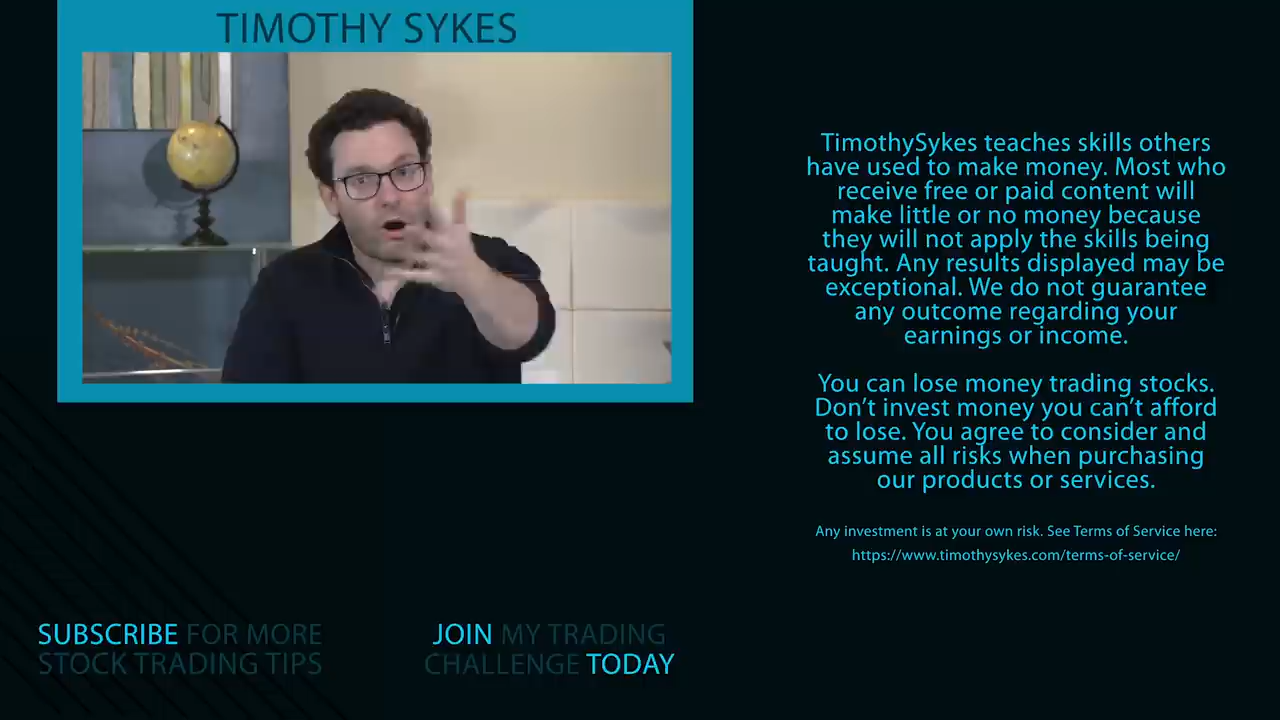 TIMOTHY SYKES
TimothySykes teaches skills others
have used to make money. Most who
receive free or paid content will
make little or no money because
they will not apply the skills being
taught. Any results displayed may be
exceptional. We do not guarantee
any outcome regarding your
earnings or income.
You can lose money trading stocks.
Don't invest money you can't afford
to lose. You agree to consider and
assume all risks when purchasing
our products or services.
Any investment is at your own risk. See Terms of Service here:
https://www.timothysykes.com/terms-of-service/
SUBSCRIBE FOR MORE
STOCK TRADING TIPS
JOIN MY TRADING
CHALLENGE TODAY